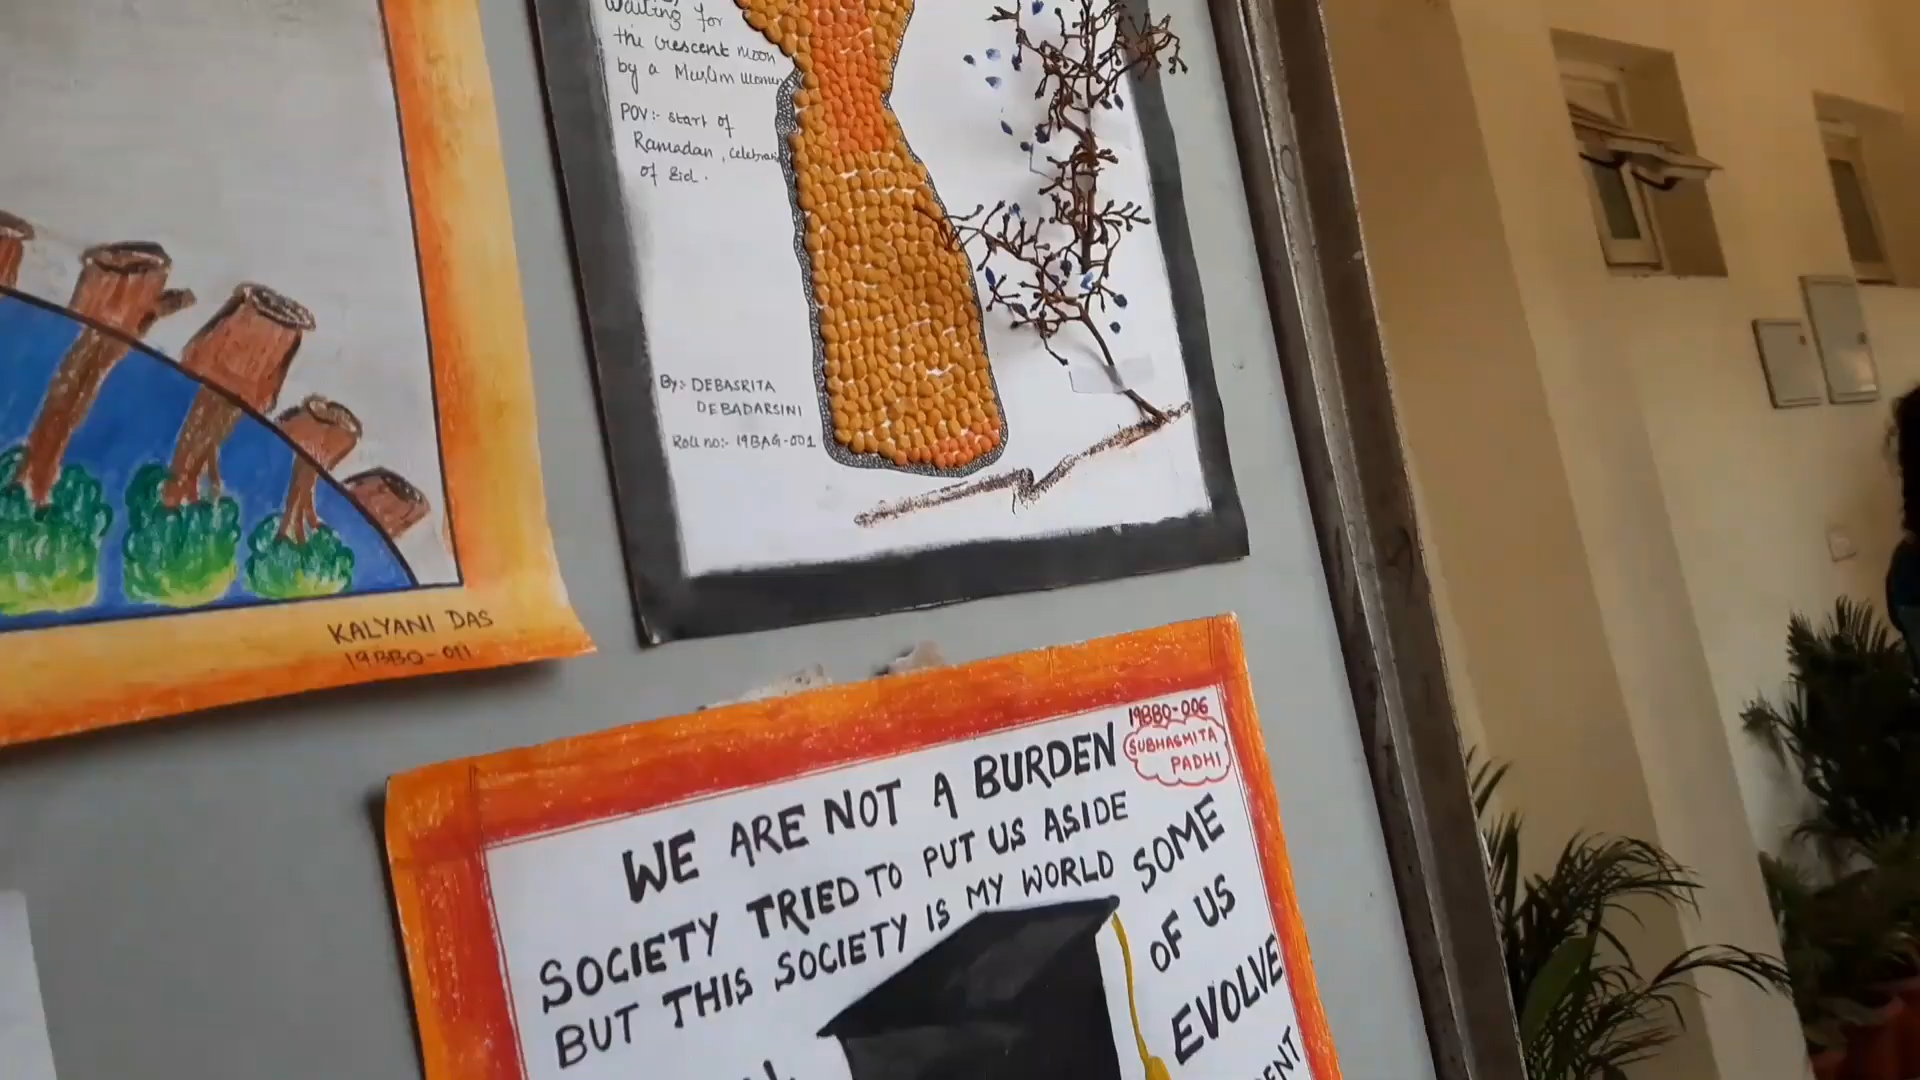 waiting for
the crescent moon
by a Muslim women
POV:- start of
Ramadan, celebrati
of Eid.
By:- DEBASRITA
DEBADARSINI
Roll no:- 19BAG-001
KALYANI DAS
19BBO-011
19BBO-006
SUBHASMITA
PADHI
WE ARE NOT A BURDEN
SOCIETY TRIED TO PUT US ASIDE
BUT THIS SOCIETY IS MY WORLD
SOME
OF US
EVOLVE